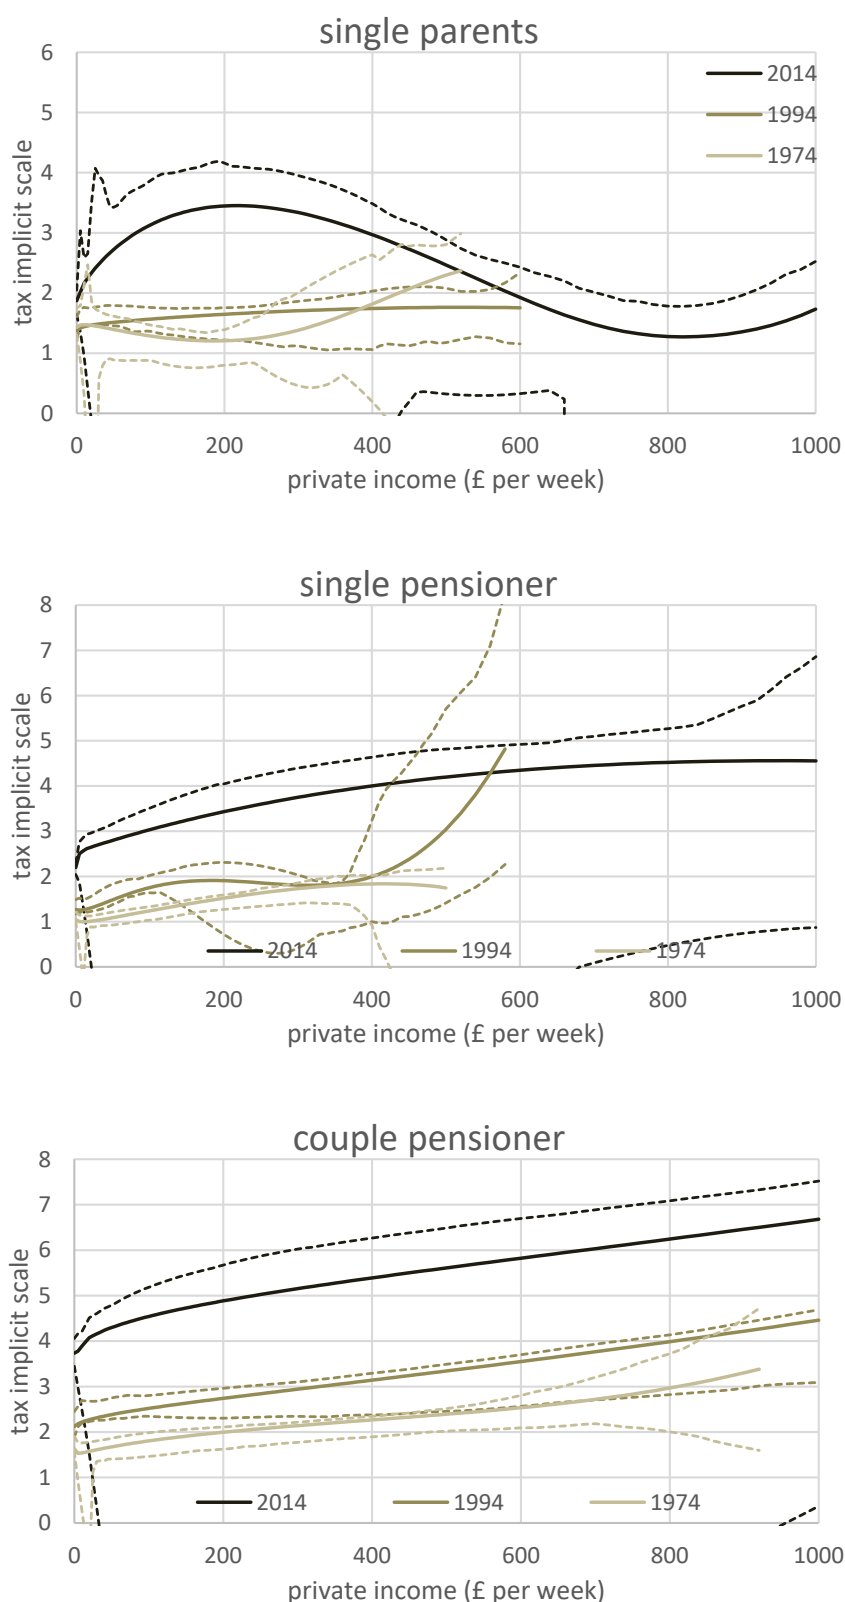 single parents
6
5
4
3
2
1
0
tax implicit scale
2014
1994
1974
0 200 400 600 800 1000
private income (£ per week)
single pensioner
8
7
6
5
4
3
2
1
0
tax implicit scale
2014 1994 1974
0 200 400 600 800 1000
private income (£ per week)
couple pensioner
8
7
6
5
4
3
2
1
0
tax implicit scale
2014 1994 1974
0 200 400 600 800 1000
private income (£ per week)